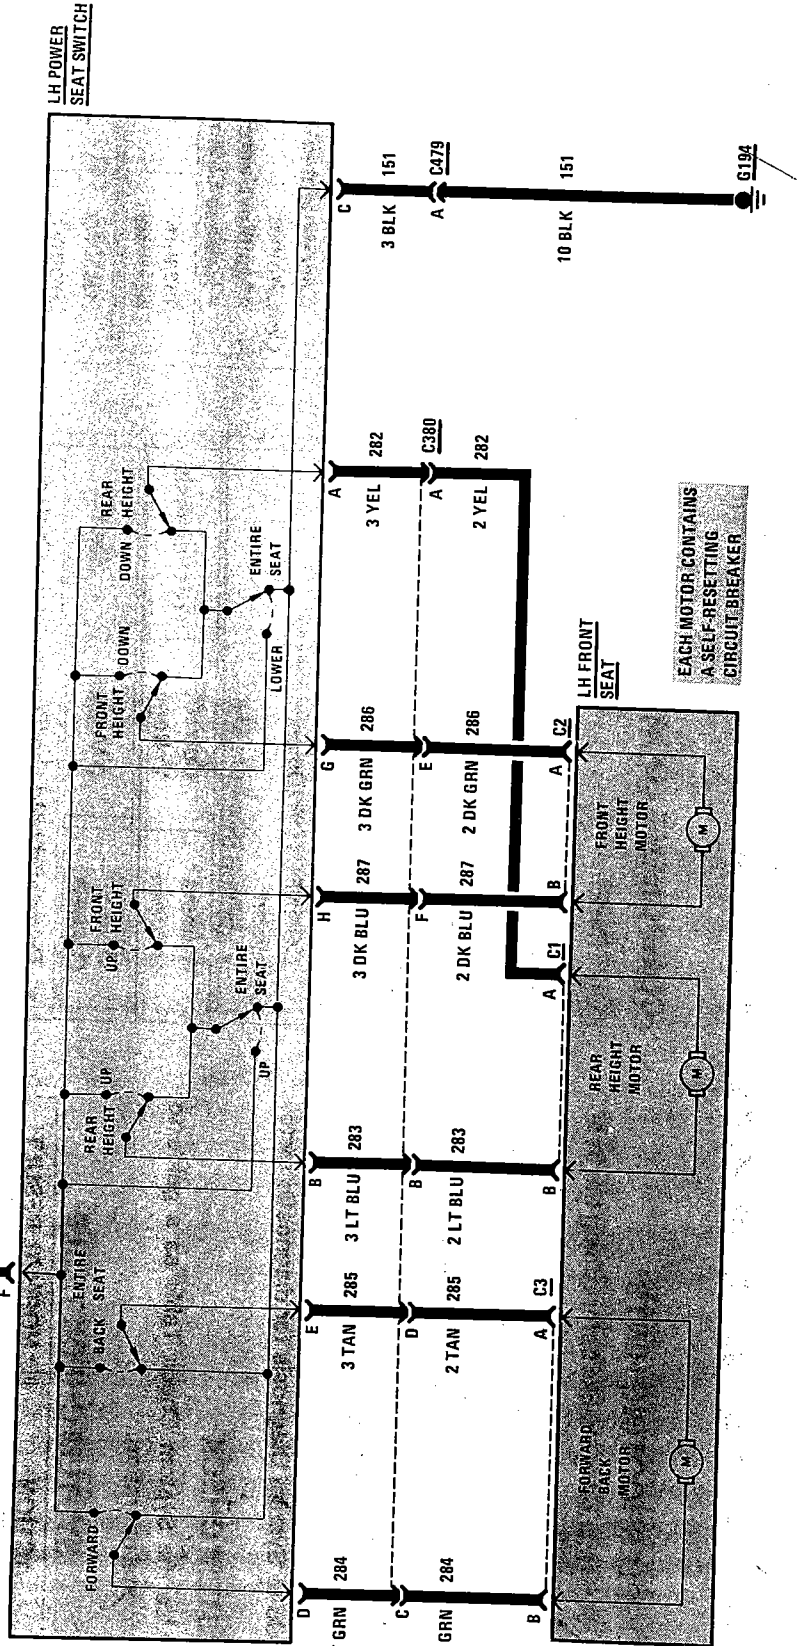 LH POWER
SEAT SWITCH
F
FORWARD
BACK
ENTIRE
SEAT
REAR
HEIGHT
UP
FRONT
HEIGHT
UP
ENTIRE
SEAT
UP
FRONT
HEIGHT
DOWN
REAR
HEIGHT
DOWN
ENTIRE
SEAT
LOWER
D
E
B
H
G
A
C
GRN
284
3 TAN
285
3 LT BLU
283
3 DK BLU
287
3 DK GRN
286
3 YEL
282
3 BLK
151
C
D
B
F
E
A
C380
A
C479
GRN
284
2 TAN
285
2 LT BLU
283
2 DK BLU
287
2 DK GRN
286
2 YEL
282
10 BLK
151
G194
B
A
C3
B
A
C1
B
A
C2
LH FRONT
SEAT
FORWARD
BACK
MOTOR
M
REAR
HEIGHT
MOTOR
M
FRONT
HEIGHT
MOTOR
M
EACH MOTOR CONTAINS
A SELF-RESETTING
CIRCUIT BREAKER